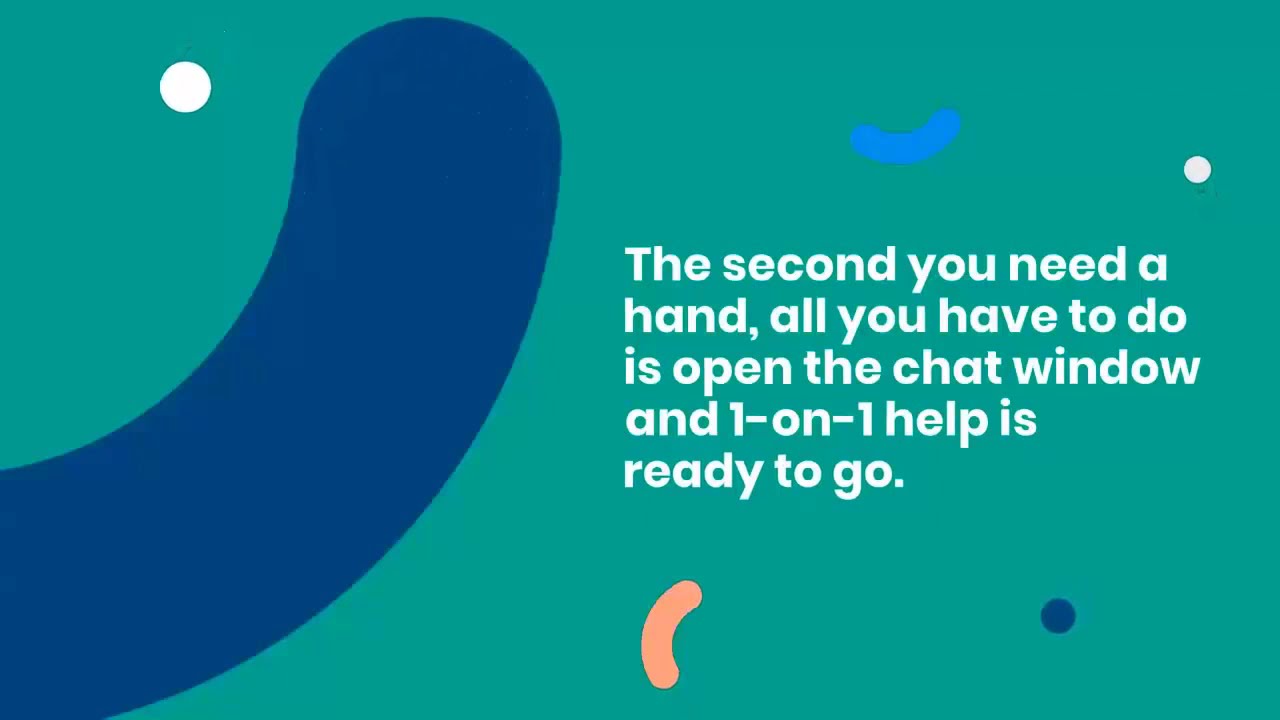 The second you need a
hand, all you have to do
is open the chat window
and 1-on-1 help is
ready to go.